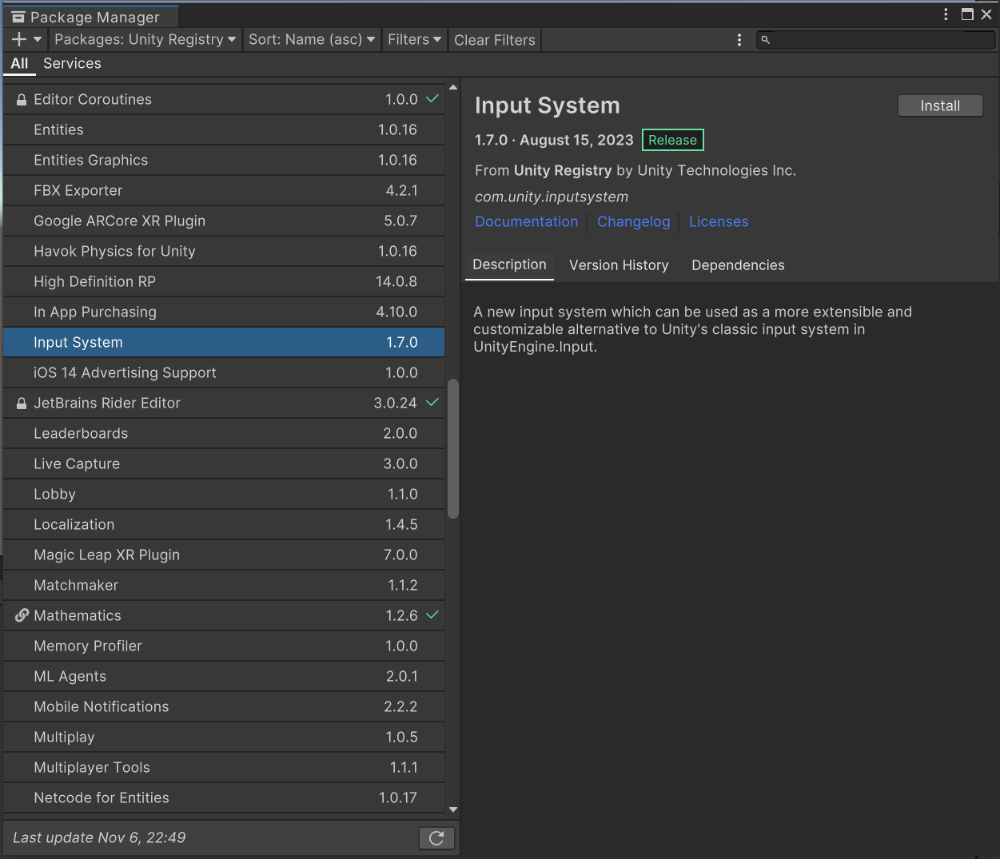 Package Manager
Packages: Unity Registry Sort: Name (asc) Filters Clear Filters
All Services
Editor Coroutines 1.0.0
Entities 1.0.16
Entities Graphics 1.0.16
FBX Exporter 4.2.1
Google ARCore XR Plugin 5.0.7
Havok Physics for Unity 1.0.16
High Definition RP 14.0.8
In App Purchasing 4.10.0
Input System 1.7.0
iOS 14 Advertising Support 1.0.0
JetBrains Rider Editor 3.0.24
Leaderboards 2.0.0
Live Capture 3.0.0
Lobby 1.1.0
Localization 1.4.5
Magic Leap XR Plugin 7.0.0
Matchmaker 1.1.2
Mathematics 1.2.6
Memory Profiler 1.0.0
ML Agents 2.0.1
Mobile Notifications 2.2.2
Multiplay 1.0.5
Multiplayer Tools 1.1.1
Netcode for Entities 1.0.17
Last update Nov 6, 22:49
Input System
Install
1.7.0 · August 15, 2023 Release
From Unity Registry by Unity Technologies Inc.
com.unity.inputsystem
Documentation Changelog Licenses
Description Version History Dependencies
A new input system which can be used as a more extensible and
customizable alternative to Unity's classic input system in
UnityEngine.Input.